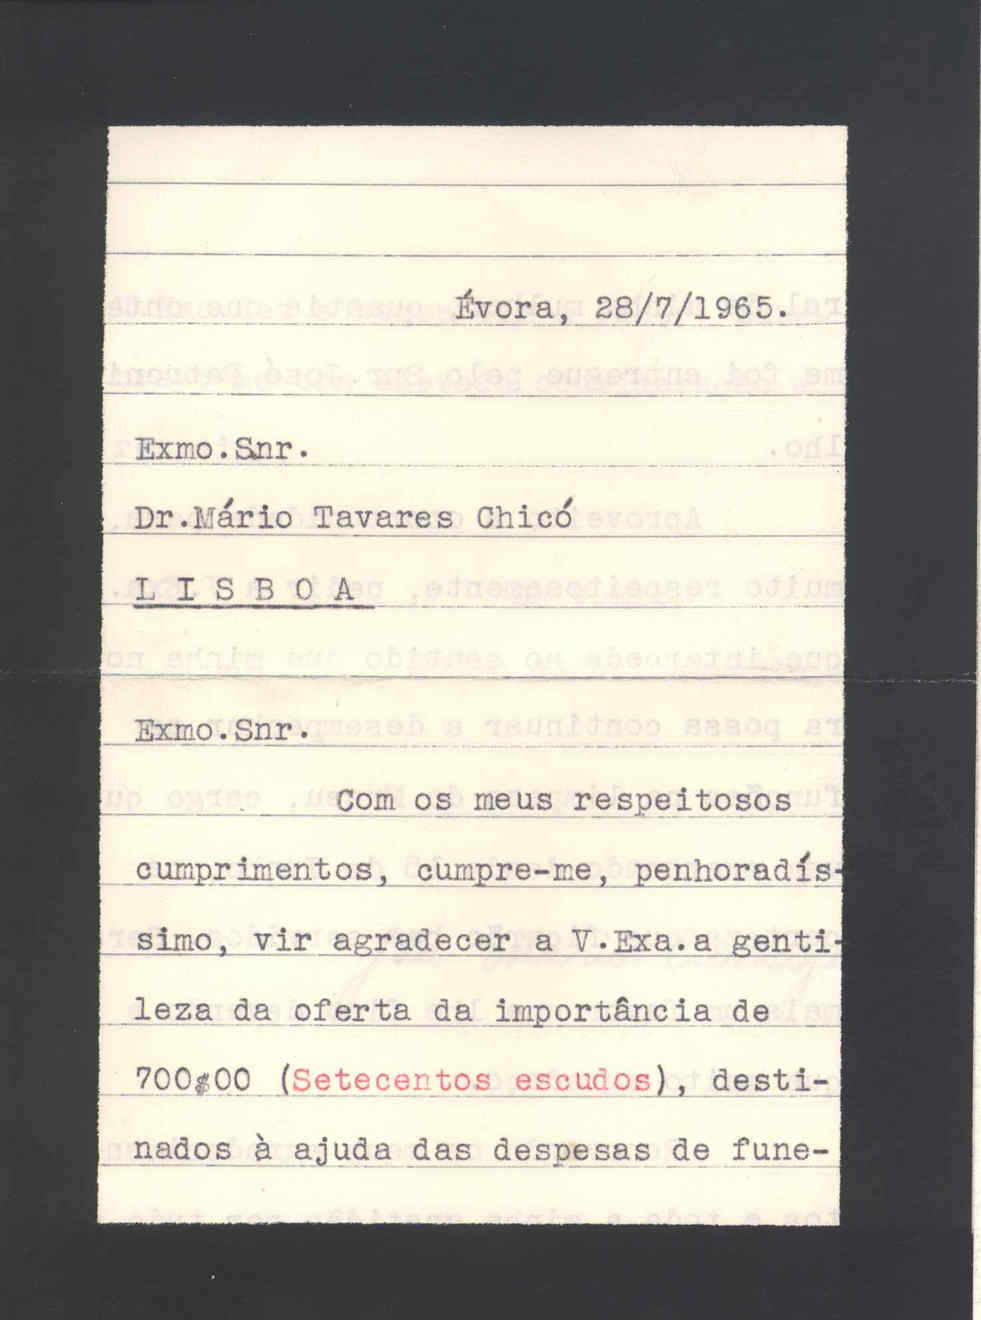 Évora, 28/7/1965.
Exmo.Snr.
Dr.Mário Tavares Chicó
L I S B O A
Exmo.Snr.
Com os meus respeitosos
cumprimentos, cumpre-me, penhoradís-
simo, vir agradecer a V.Exa.a genti-
leza da oferta da importância de
700$00 (Setecentos escudos), desti-
nados à ajuda das despesas de fune-